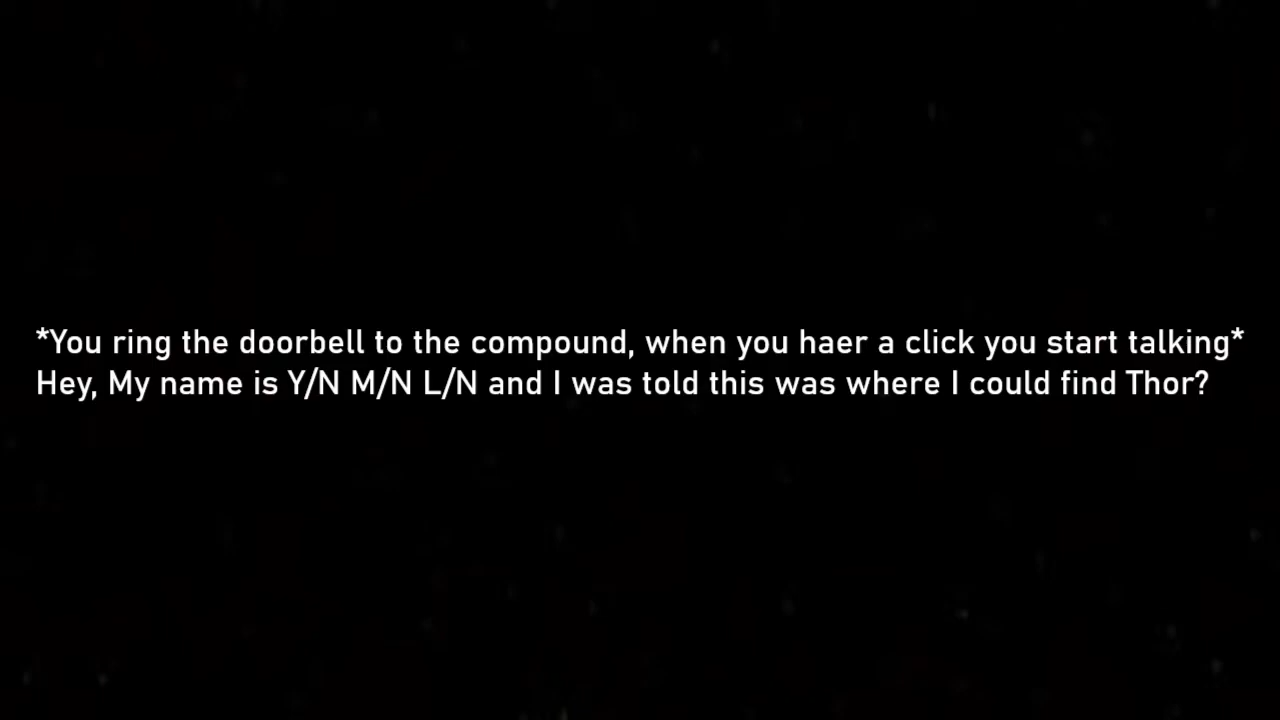 *You ring the doorbell to the compound, when you haer a click you start talking*
Hey, My name is Y/N M/N L/N and I was told this was where I could find Thor?